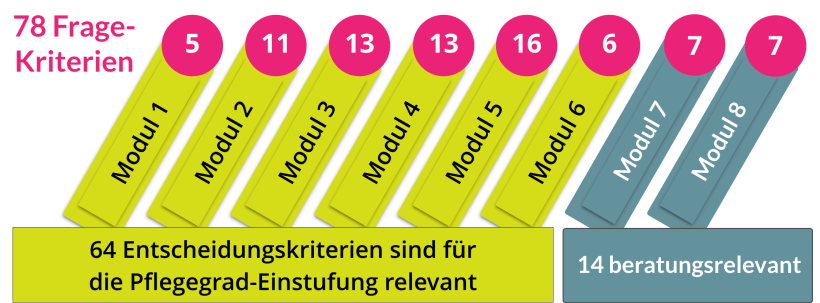 78 Frage-
Kriterien
5
11
13
13
16
6
7
7
Modul 1
Modul 2
Modul 3
Modul 4
Modul 5
Modul 6
Modul 7
Modul 8
64 Entscheidungskriterien sind für
die Pflegegrad-Einstufung relevant
14 beratungsrelevant